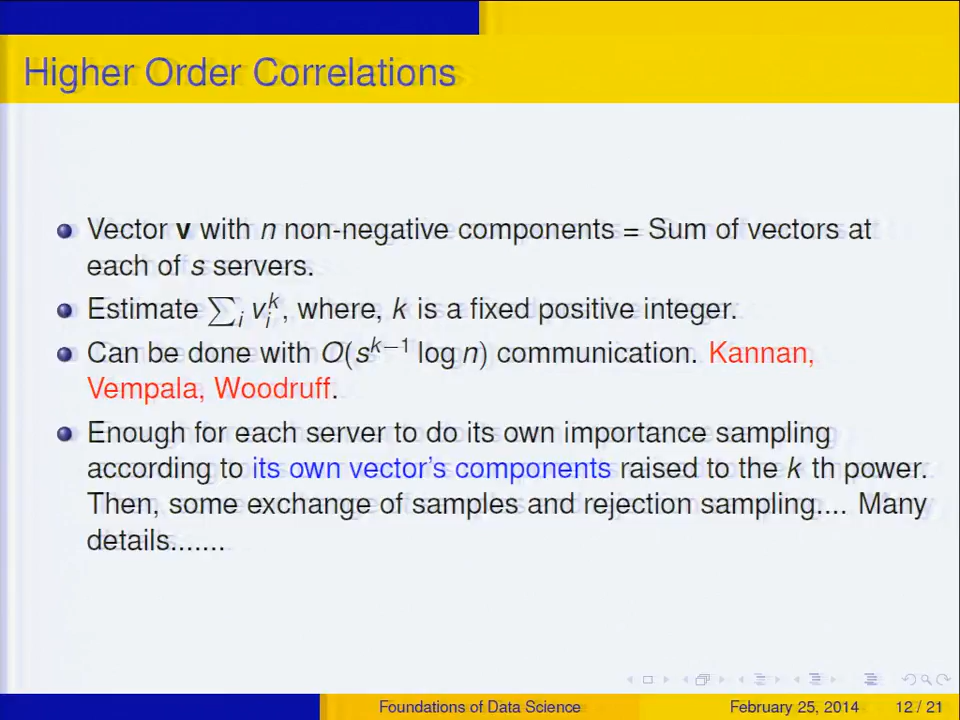 Higher Order Correlations
Vector v with n non-negative components = Sum of vectors at
each of s servers.
Estimate ∑_i v_i^k, where, k is a fixed positive integer.
Can be done with O(s^{k−1} log n) communication. Kannan,
Vempala, Woodruff.
Enough for each server to do its own importance sampling
according to its own vector's components raised to the k th power.
Then, some exchange of samples and rejection sampling.... Many
details.......
Foundations of Data Science February 25, 2014 12 / 21